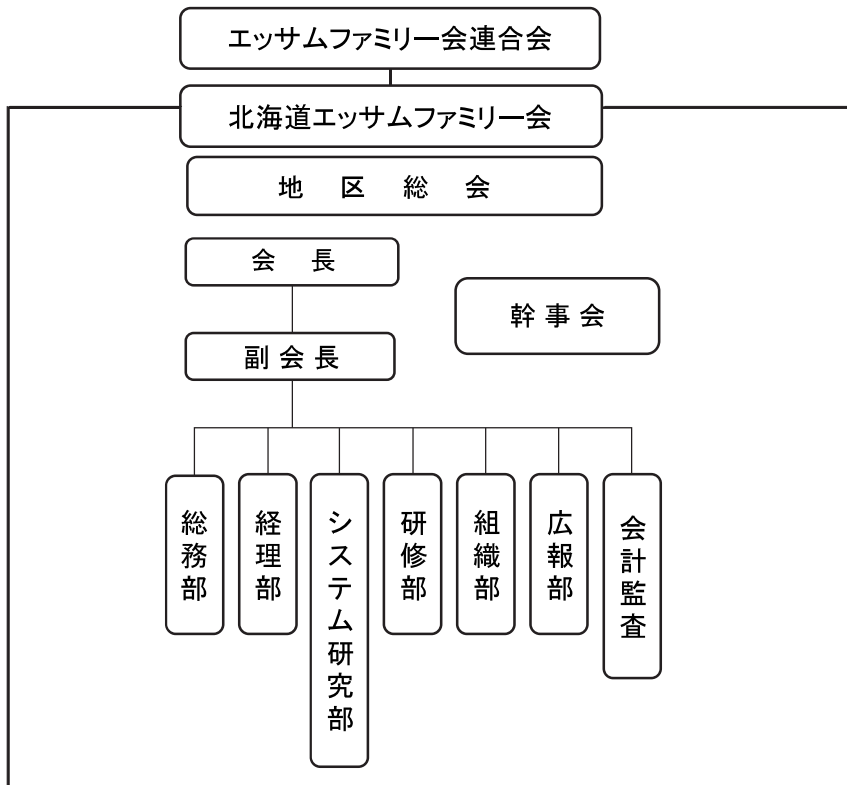 エッサムファミリー会連合会
北海道エッサムファミリー会
地区総会
会長
幹事会
副会長
総務部
経理部
システム研究部
研修部
組織部
広報部
会計監査